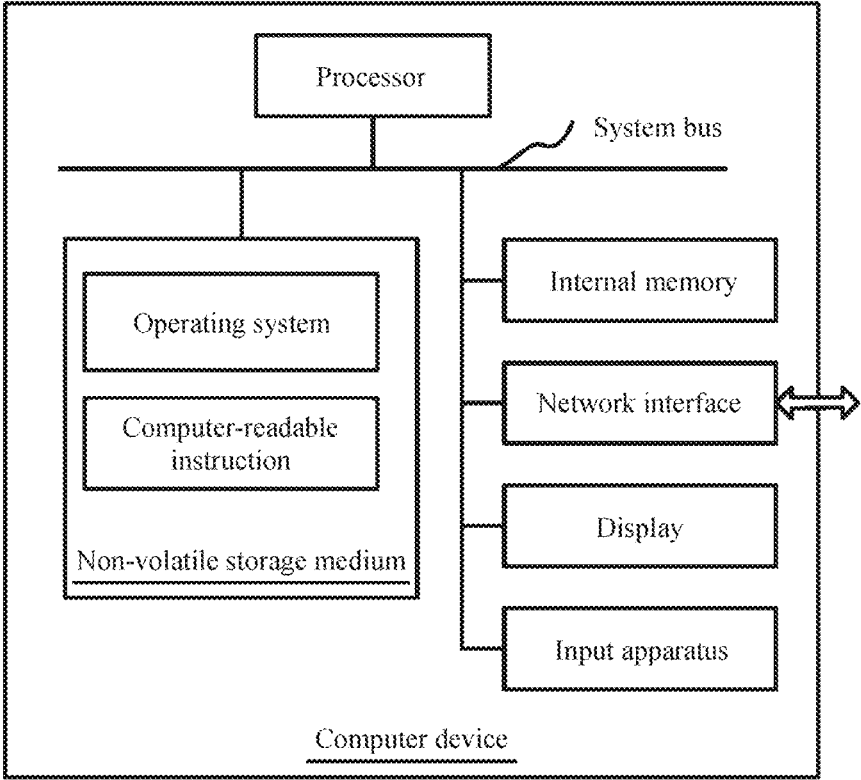 Processor
System bus
Operating system
Computer-readable
instruction
Non-volatile storage medium
Internal memory
Network interface
Display
Input apparatus
Computer device